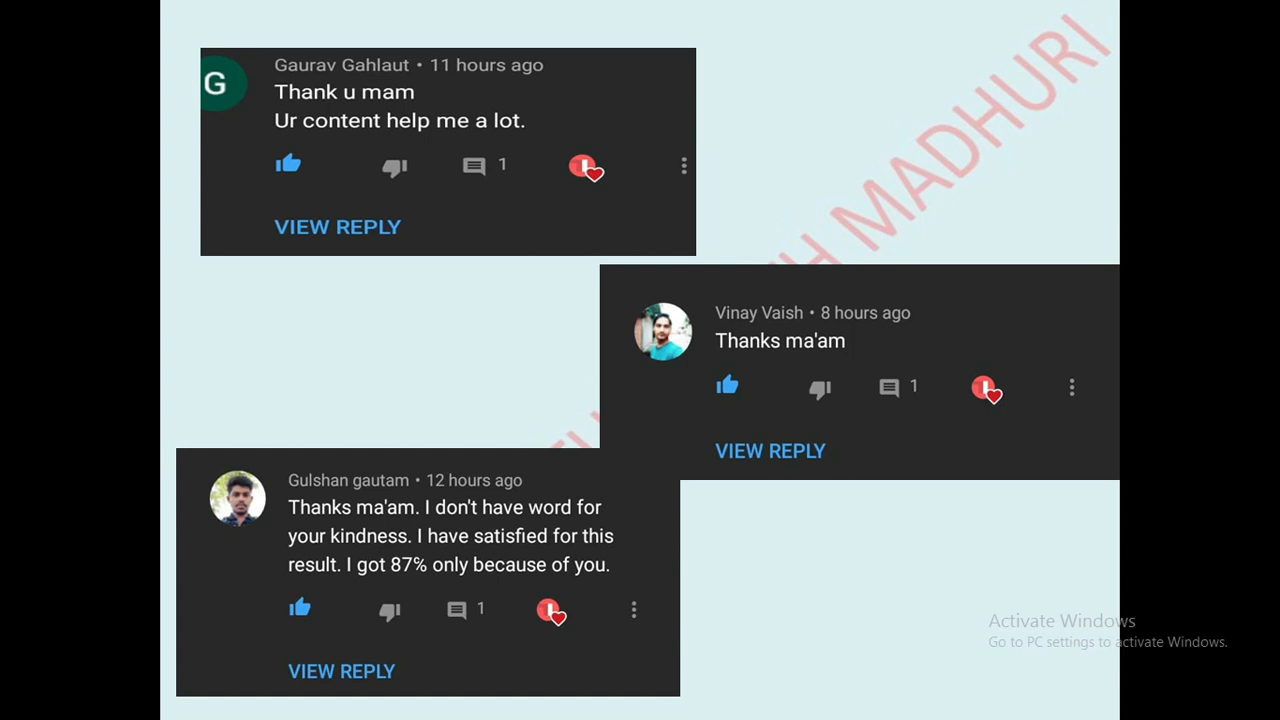 G
Gaurav Gahlaut • 11 hours ago
Thank u mam
Ur content help me a lot.
1
VIEW REPLY
MADHURI
Vinay Vaish • 8 hours ago
Thanks ma'am
1
VIEW REPLY
Gulshan gautam • 12 hours ago
Thanks ma'am. I don't have word for
your kindness. I have satisfied for this
result. I got 87% only because of you.
1
VIEW REPLY
Activate Windows
Go to PC settings to activate Windows.